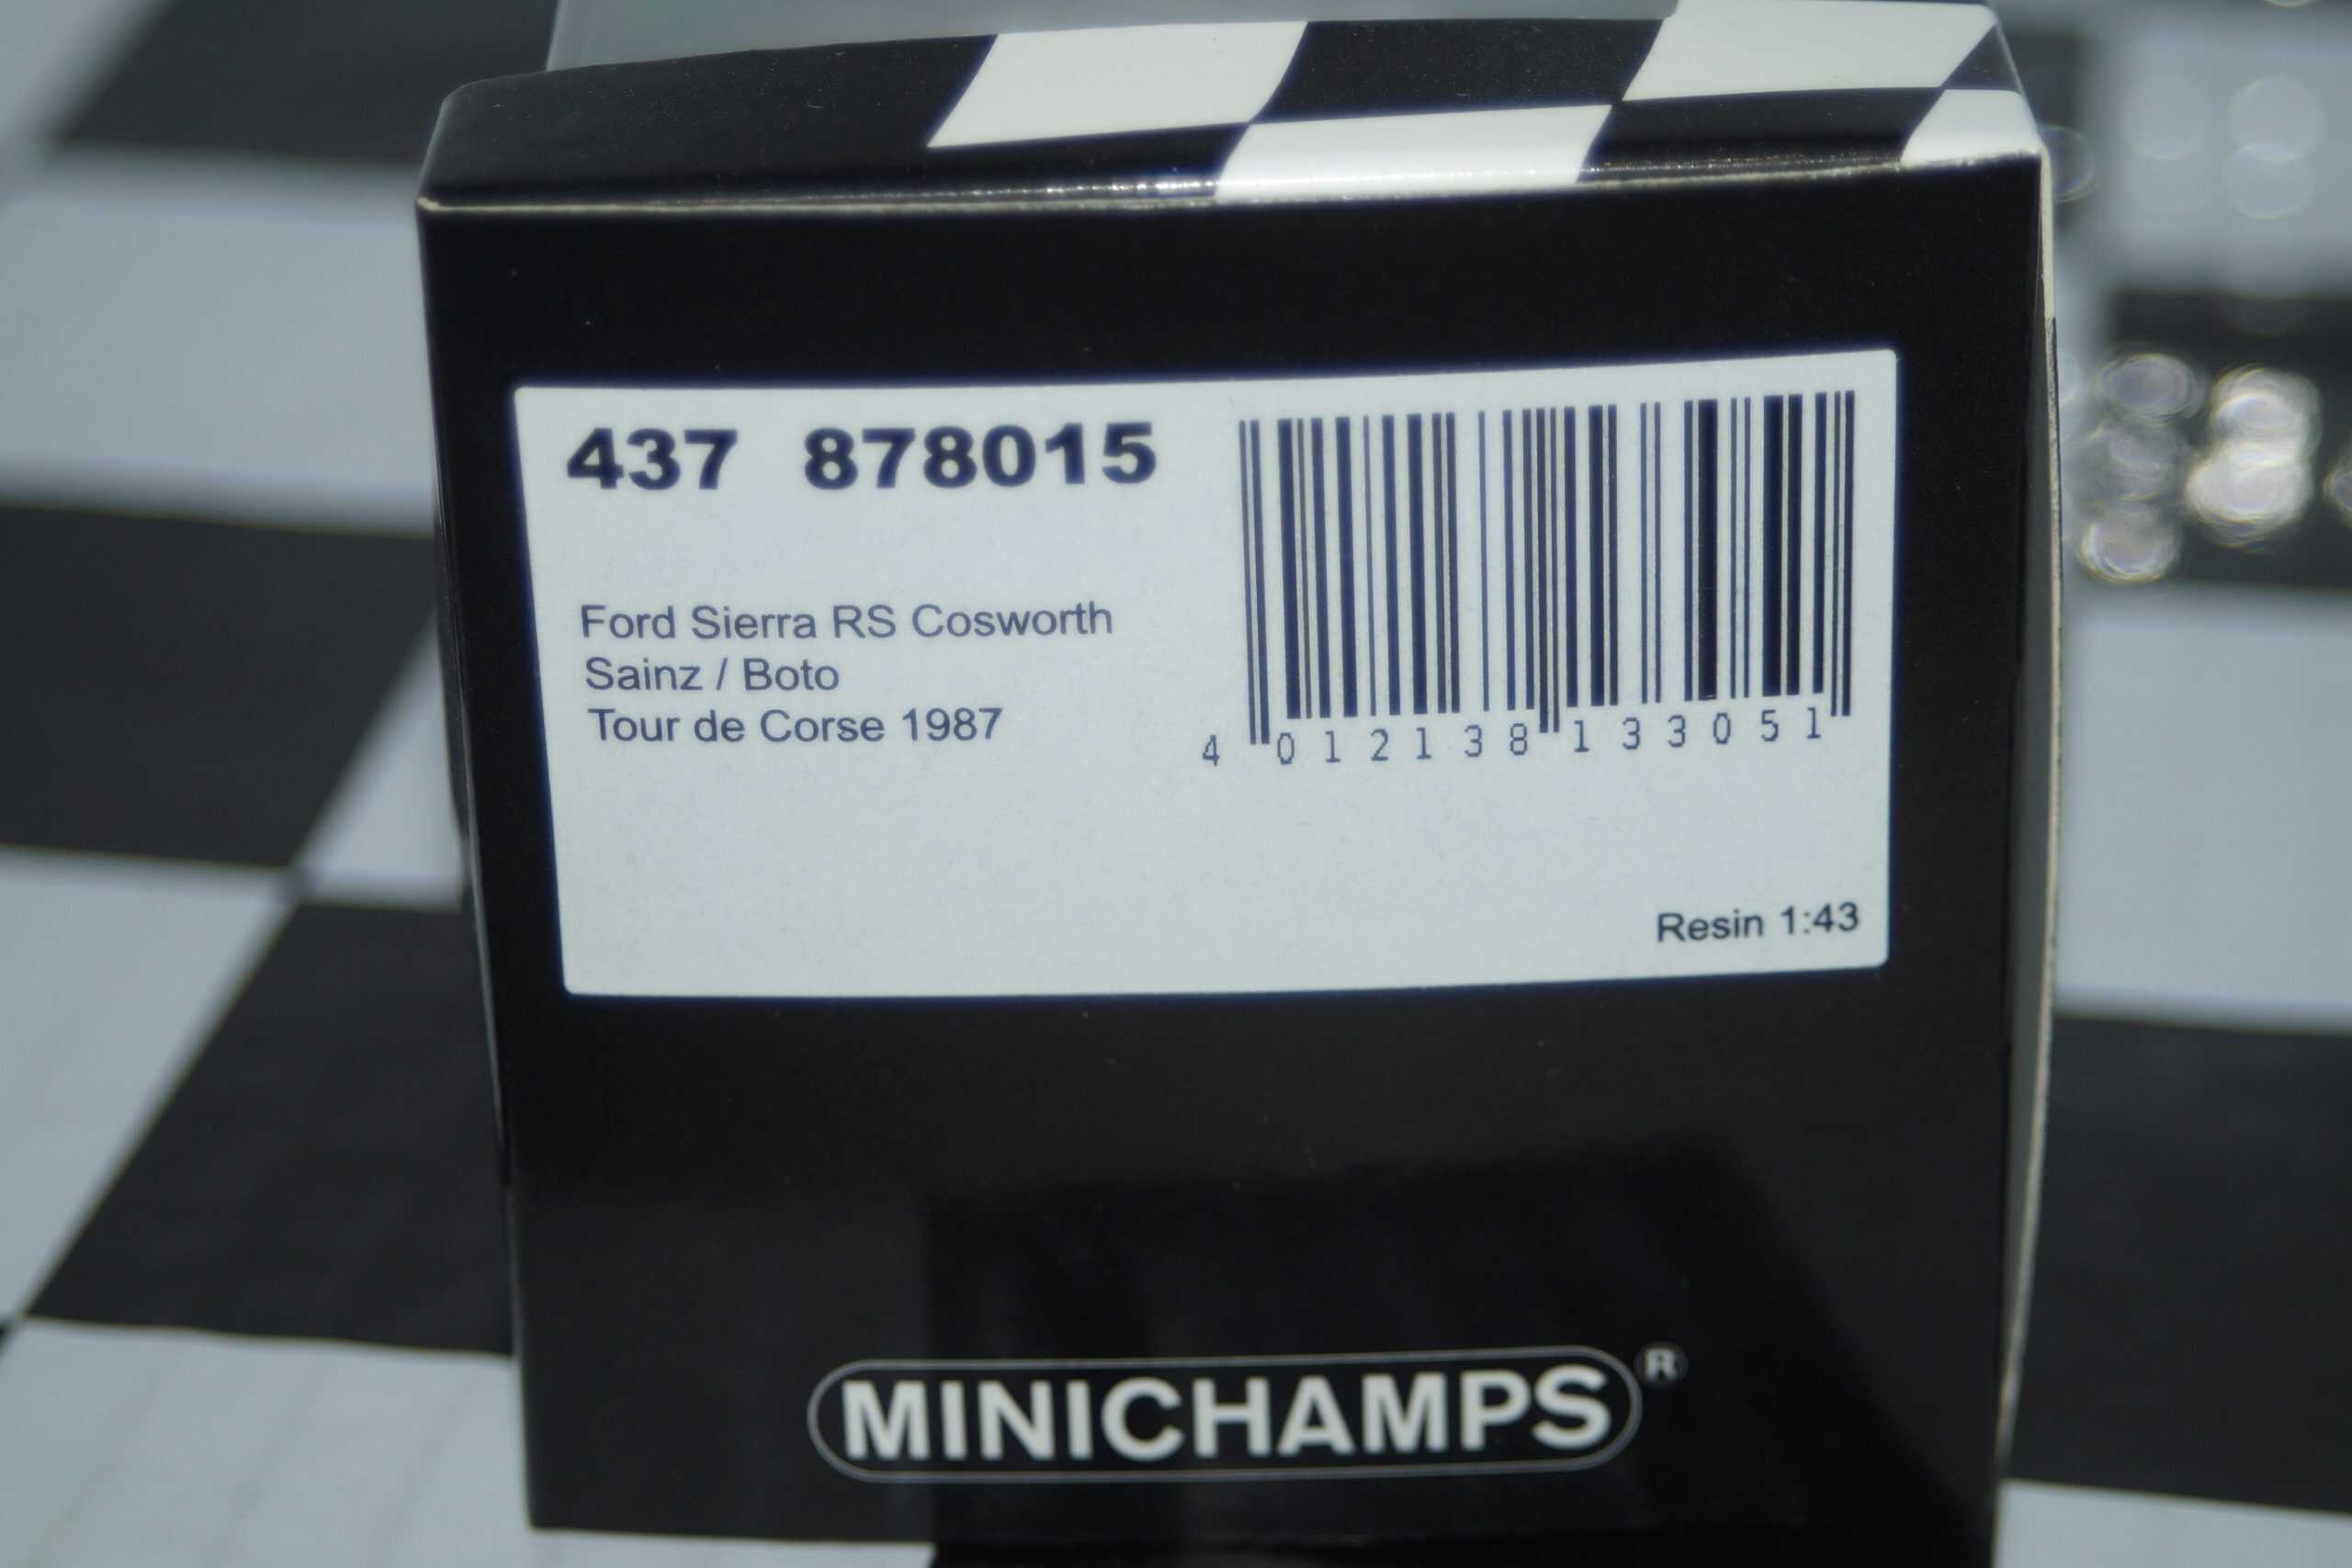 437 878015
Ford Sierra RS Cosworth
Sainz / Boto
Tour de Corse 1987
4 012138 133051
Resin 1:43
MINICHAMPS®